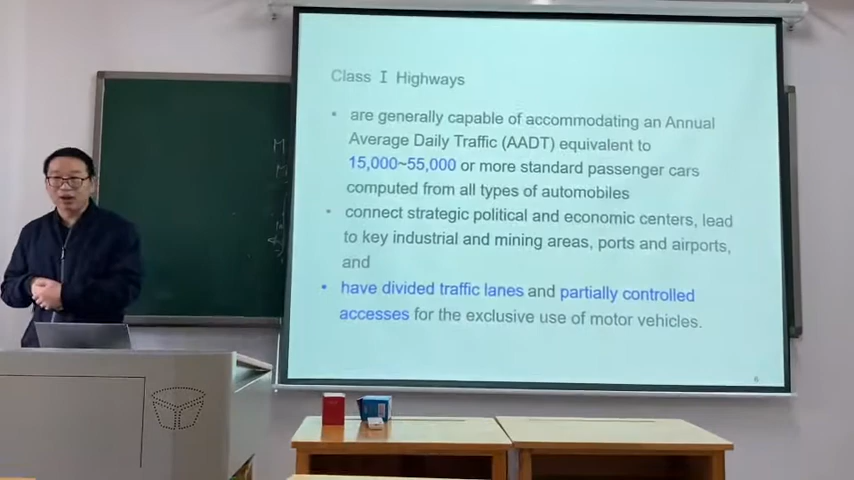 Class I Highways
• are generally capable of accommodating an Annual
Average Daily Traffic (AADT) equivalent to
15,000~55,000 or more standard passenger cars
computed from all types of automobiles
• connect strategic political and economic centers, lead
to key industrial and mining areas, ports and airports,
and
• have divided traffic lanes and partially controlled
accesses for the exclusive use of motor vehicles.
6